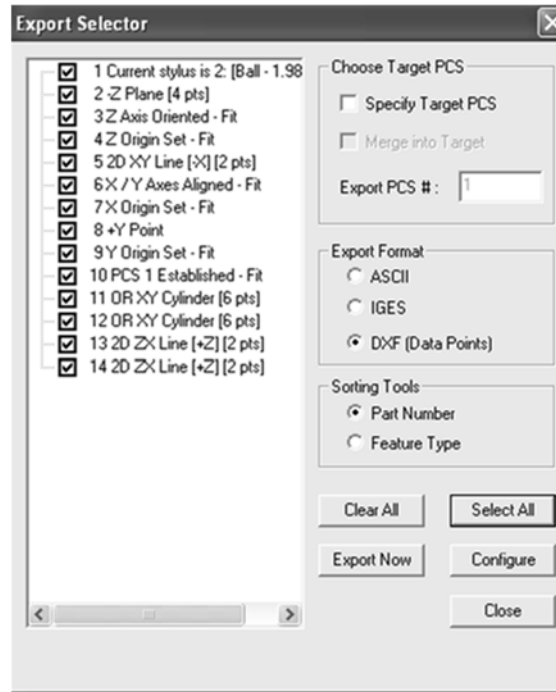 Export Selector
1 Current stylus is 2: [Ball - 1.98
2 -Z Plane [4 pts]
3 Z Axis Oriented - Fit
4 Z Origin Set - Fit
5 2D XY Line [-X] [2 pts]
6 X / Y Axes Aligned - Fit
7 X Origin Set - Fit
8 +Y Point
9 Y Origin Set - Fit
10 PCS 1 Established - Fit
11 OR XY Cylinder [6 pts]
12 OR XY Cylinder [6 pts]
13 2D ZX Line [+Z] [2 pts]
14 2D ZX Line [+Z] [2 pts]
Choose Target PCS
Specify Target PCS
Merge into Target
Export PCS # : 1
Export Format
ASCII
IGES
DXF (Data Points)
Sorting Tools
Part Number
Feature Type
Clear All
Select All
Export Now
Configure
Close